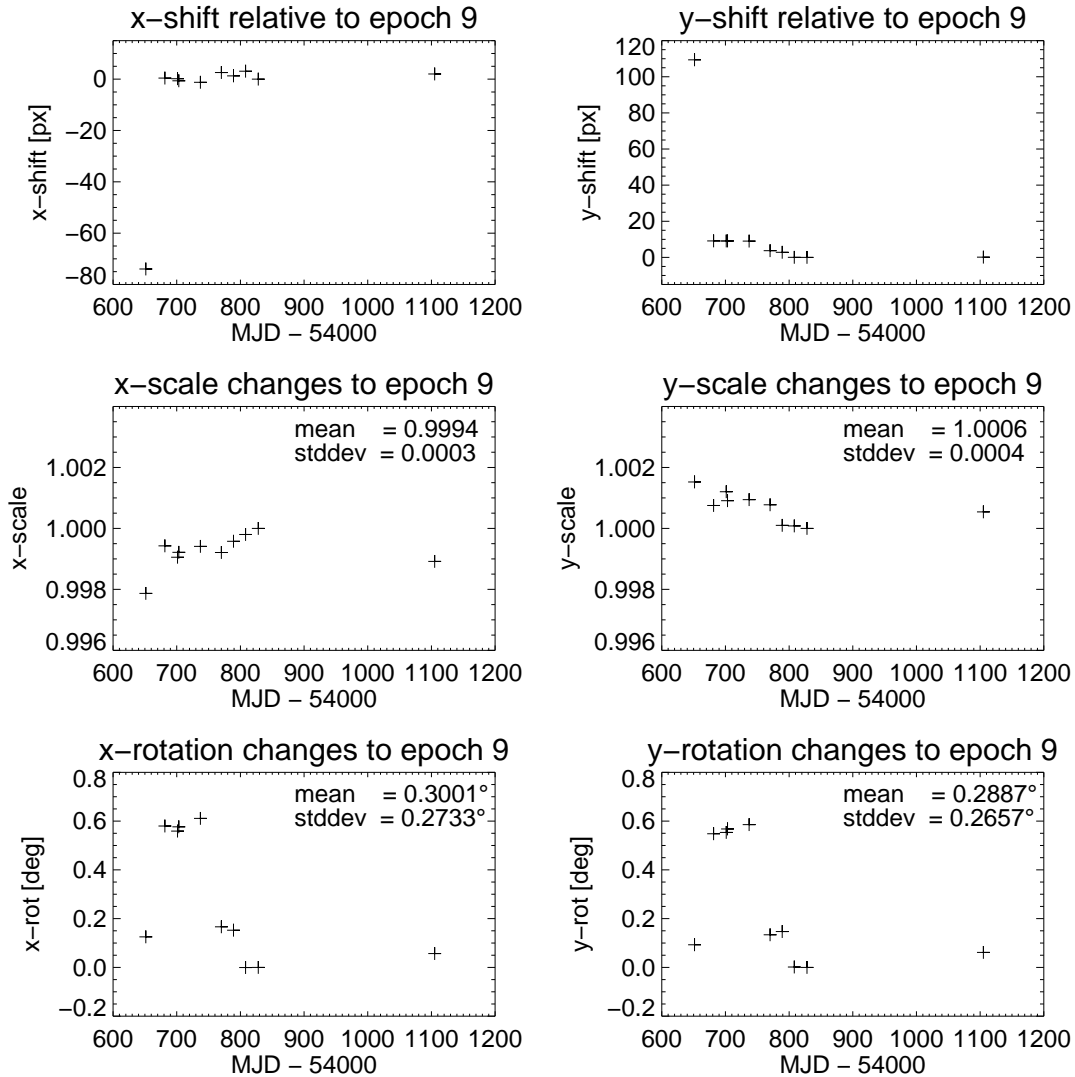 x−shift relative to epoch 9
0
−20
−40
−60
−80
x−shift [px]
600 700 800 900 1000 1100 1200
MJD − 54000
y−shift relative to epoch 9
120
100
80
60
40
20
0
y−shift [px]
600 700 800 900 1000 1100 1200
MJD − 54000
x−scale changes to epoch 9
mean = 0.9994
stddev = 0.0003
1.002
1.000
0.998
0.996
x−scale
600 700 800 900 1000 1100 1200
MJD − 54000
y−scale changes to epoch 9
mean = 1.0006
stddev = 0.0004
1.002
1.000
0.998
0.996
y−scale
600 700 800 900 1000 1100 1200
MJD − 54000
x−rotation changes to epoch 9
mean = 0.3001°
stddev = 0.2733°
0.8
0.6
0.4
0.2
0.0
−0.2
x−rot [deg]
600 700 800 900 1000 1100 1200
MJD − 54000
y−rotation changes to epoch 9
mean = 0.2887°
stddev = 0.2657°
0.8
0.6
0.4
0.2
0.0
−0.2
y−rot [deg]
600 700 800 900 1000 1100 1200
MJD − 54000